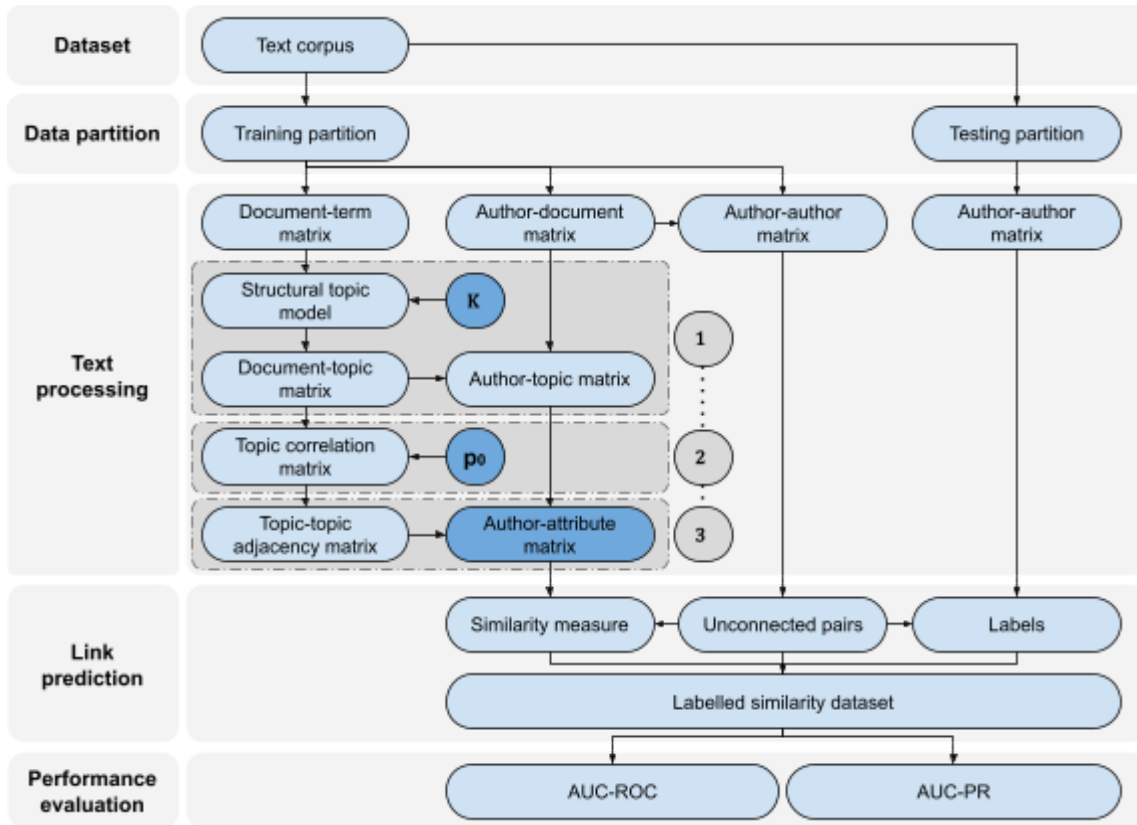 Dataset
Text corpus
Data partition
Training partition
Testing partition
Text
processing
Document-term
matrix
Author-document
matrix
Author-author
matrix
Author-author
matrix
Structural topic
model
K
1
Document-topic
matrix
Author-topic matrix
Topic correlation
matrix
p₀
2
Topic-topic
adjacency matrix
Author-attribute
matrix
3
Link
prediction
Similarity measure
Unconnected pairs
Labels
Labelled similarity dataset
Performance
evaluation
AUC-ROC
AUC-PR